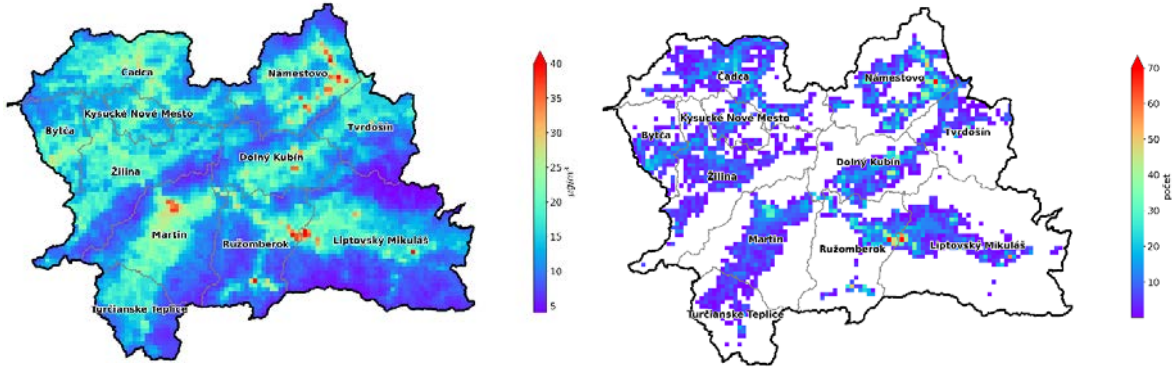 Čadca
Námestovo
Kysucké Nové Mesto
Bytča
Tvrdošín
Dolný Kubín
Žilina
Martin
Ružomberok
Liptovský Mikuláš
Turčianske Teplice
40
35
30
25
20
15
10
5
µg/m³
Čadca
Námestovo
Kysucké Nové Mesto
Bytča
Tvrdošín
Dolný Kubín
Žilina
Martin
Ružomberok
Liptovský Mikuláš
Turčianske Teplice
70
60
50
40
30
20
10
počet